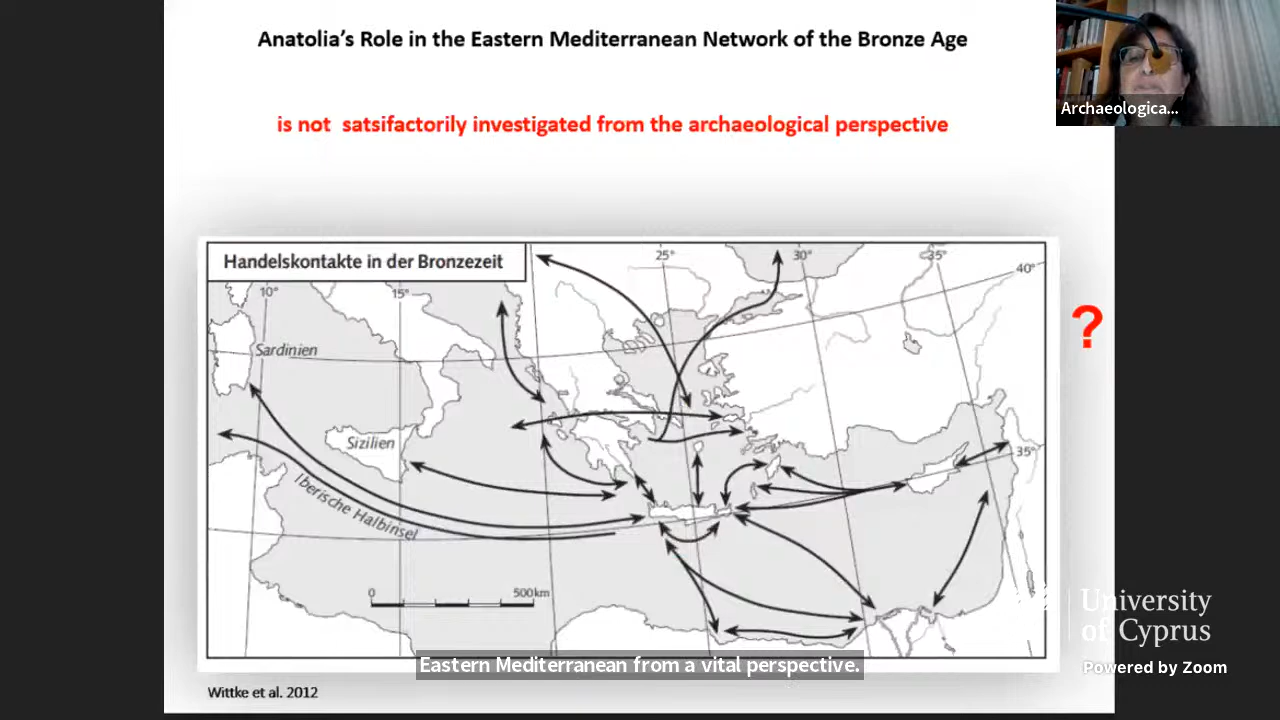 Anatolia's Role in the Eastern Mediterranean Network of the Bronze Age
is not satsifactorily investigated from the archaeological perspective
Archaeologica...
Handelskontakte in der Bronzezeit
25°
30°
35°
40°
10°
15°
?
Sardinien
Sizilien
35°
Iberische Halbinsel
0
500km
University
of Cyprus
Eastern Mediterranean from a vital perspective.
Powered by Zoom
Wittke et al. 2012